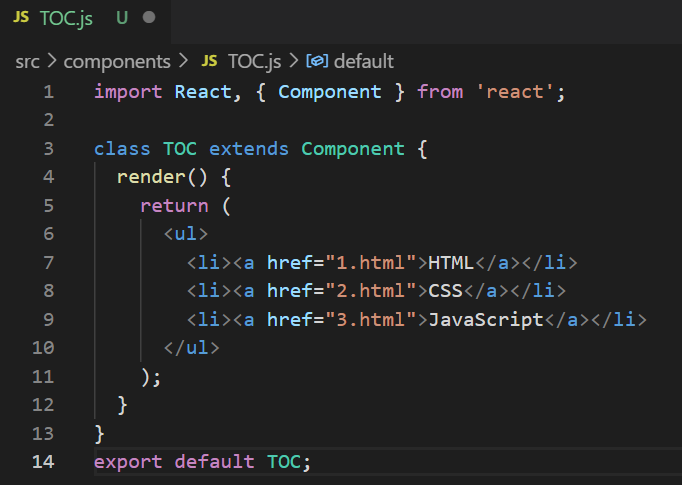 JS TOC.js U
src > components > JS TOC.js > default
1 import React, { Component } from 'react';
2
3 class TOC extends Component {
4   render() {
5     return (
6       <ul>
7         <li><a href="1.html">HTML</a></li>
8         <li><a href="2.html">CSS</a></li>
9         <li><a href="3.html">JavaScript</a></li>
10       </ul>
11     );
12   }
13 }
14 export default TOC;